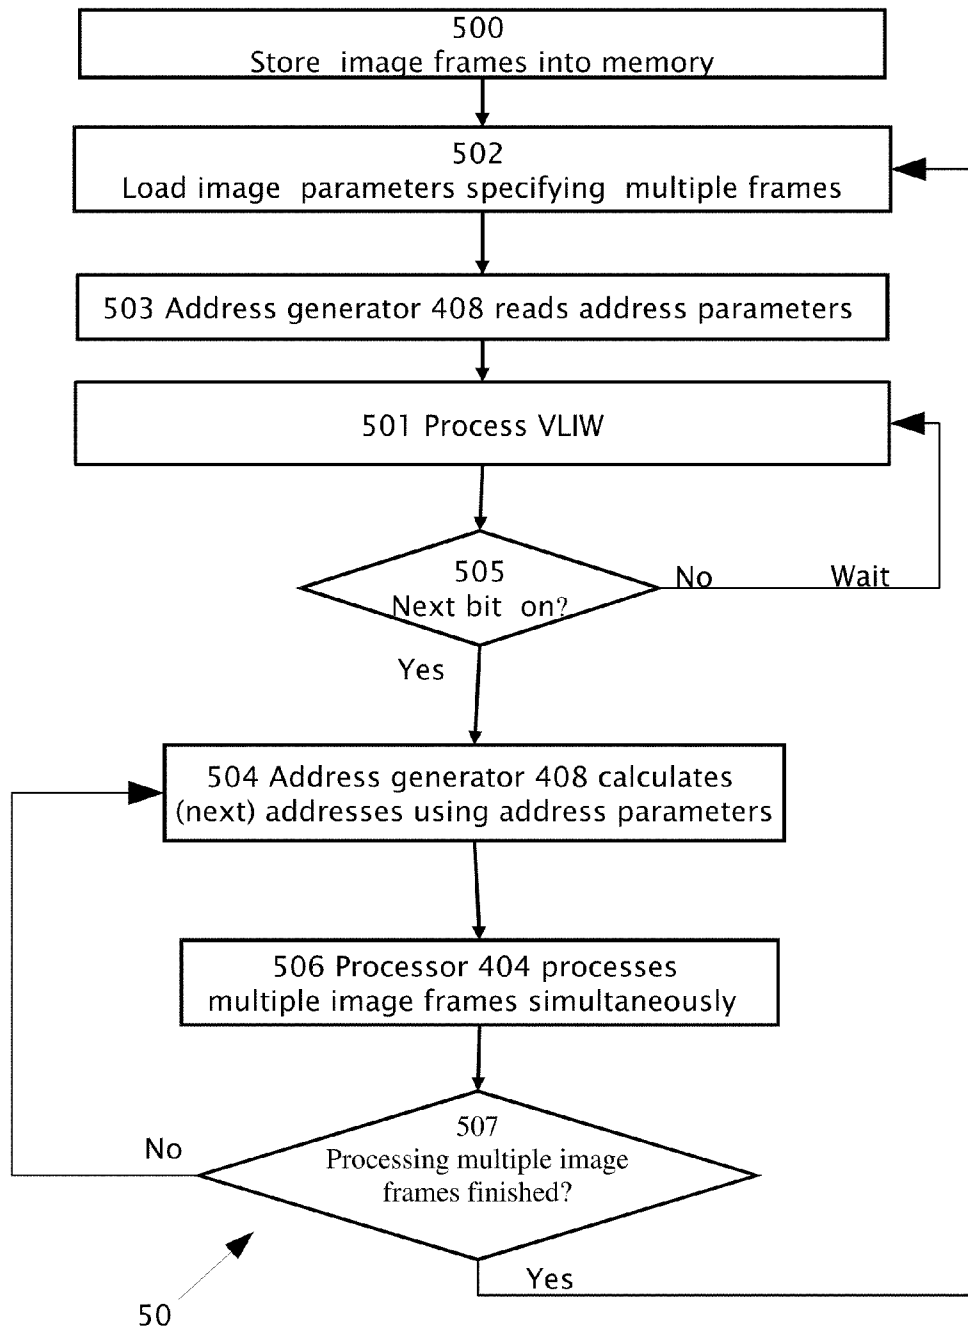 500
Store image frames into memory
502
Load image parameters specifying multiple frames
503 Address generator 408 reads address parameters
501 Process VLIW
505
Next bit on?
No
Wait
Yes
504 Address generator 408 calculates
(next) addresses using address parameters
506 Processor 404 processes
multiple image frames simultaneously
507
Processing multiple image
frames finished?
No
Yes
50